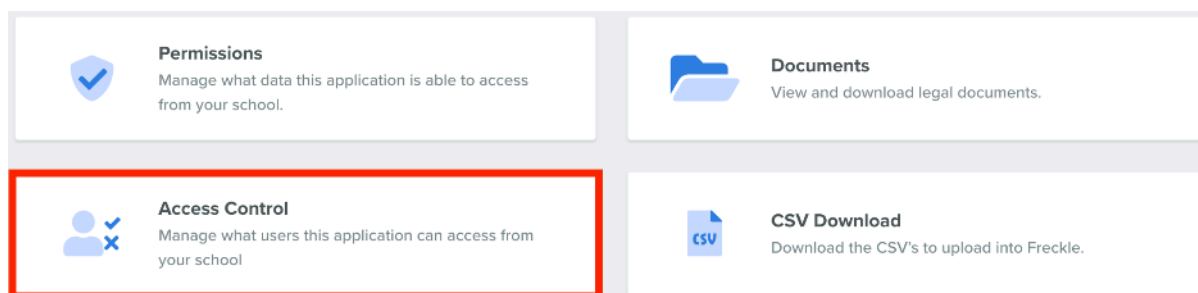 Permissions
Manage what data this application is able to access
from your school.
Documents
View and download legal documents.
Access Control
Manage what users this application can access from
your school
CSV
CSV Download
Download the CSV's to upload into Freckle.